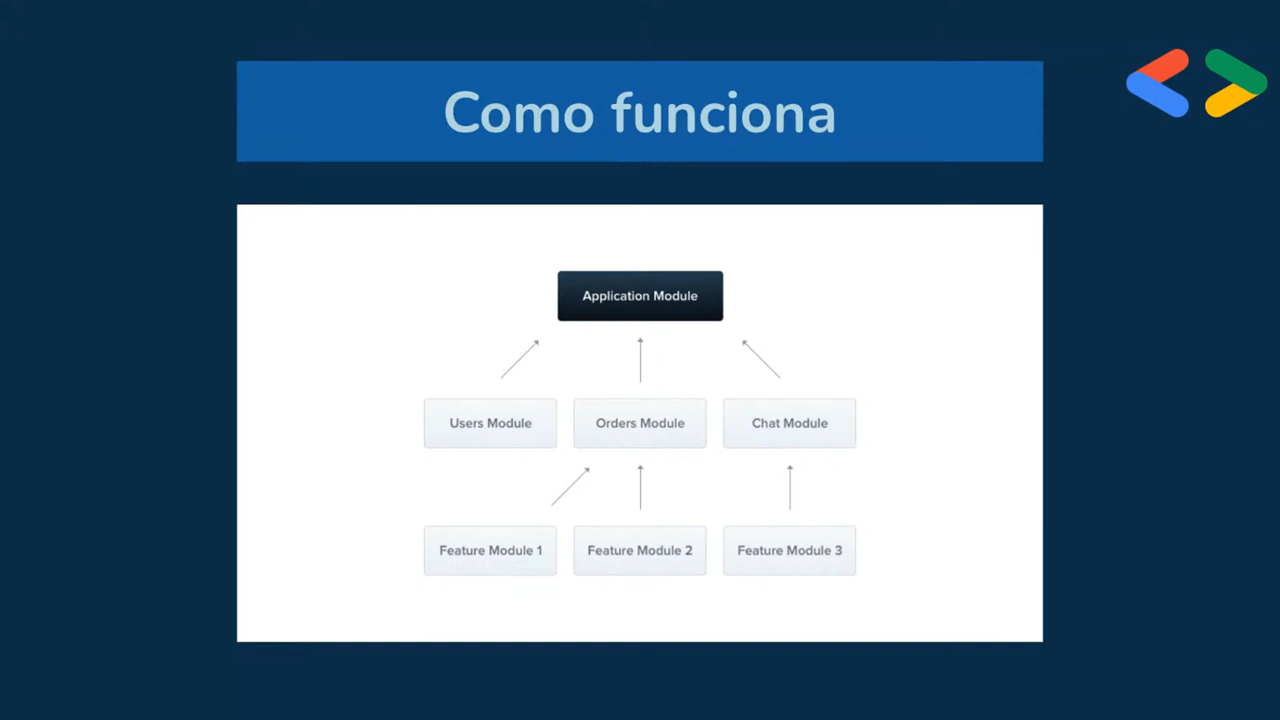 Como funciona
Application Module
Users Module
Orders Module
Chat Module
Feature Module 1
Feature Module 2
Feature Module 3